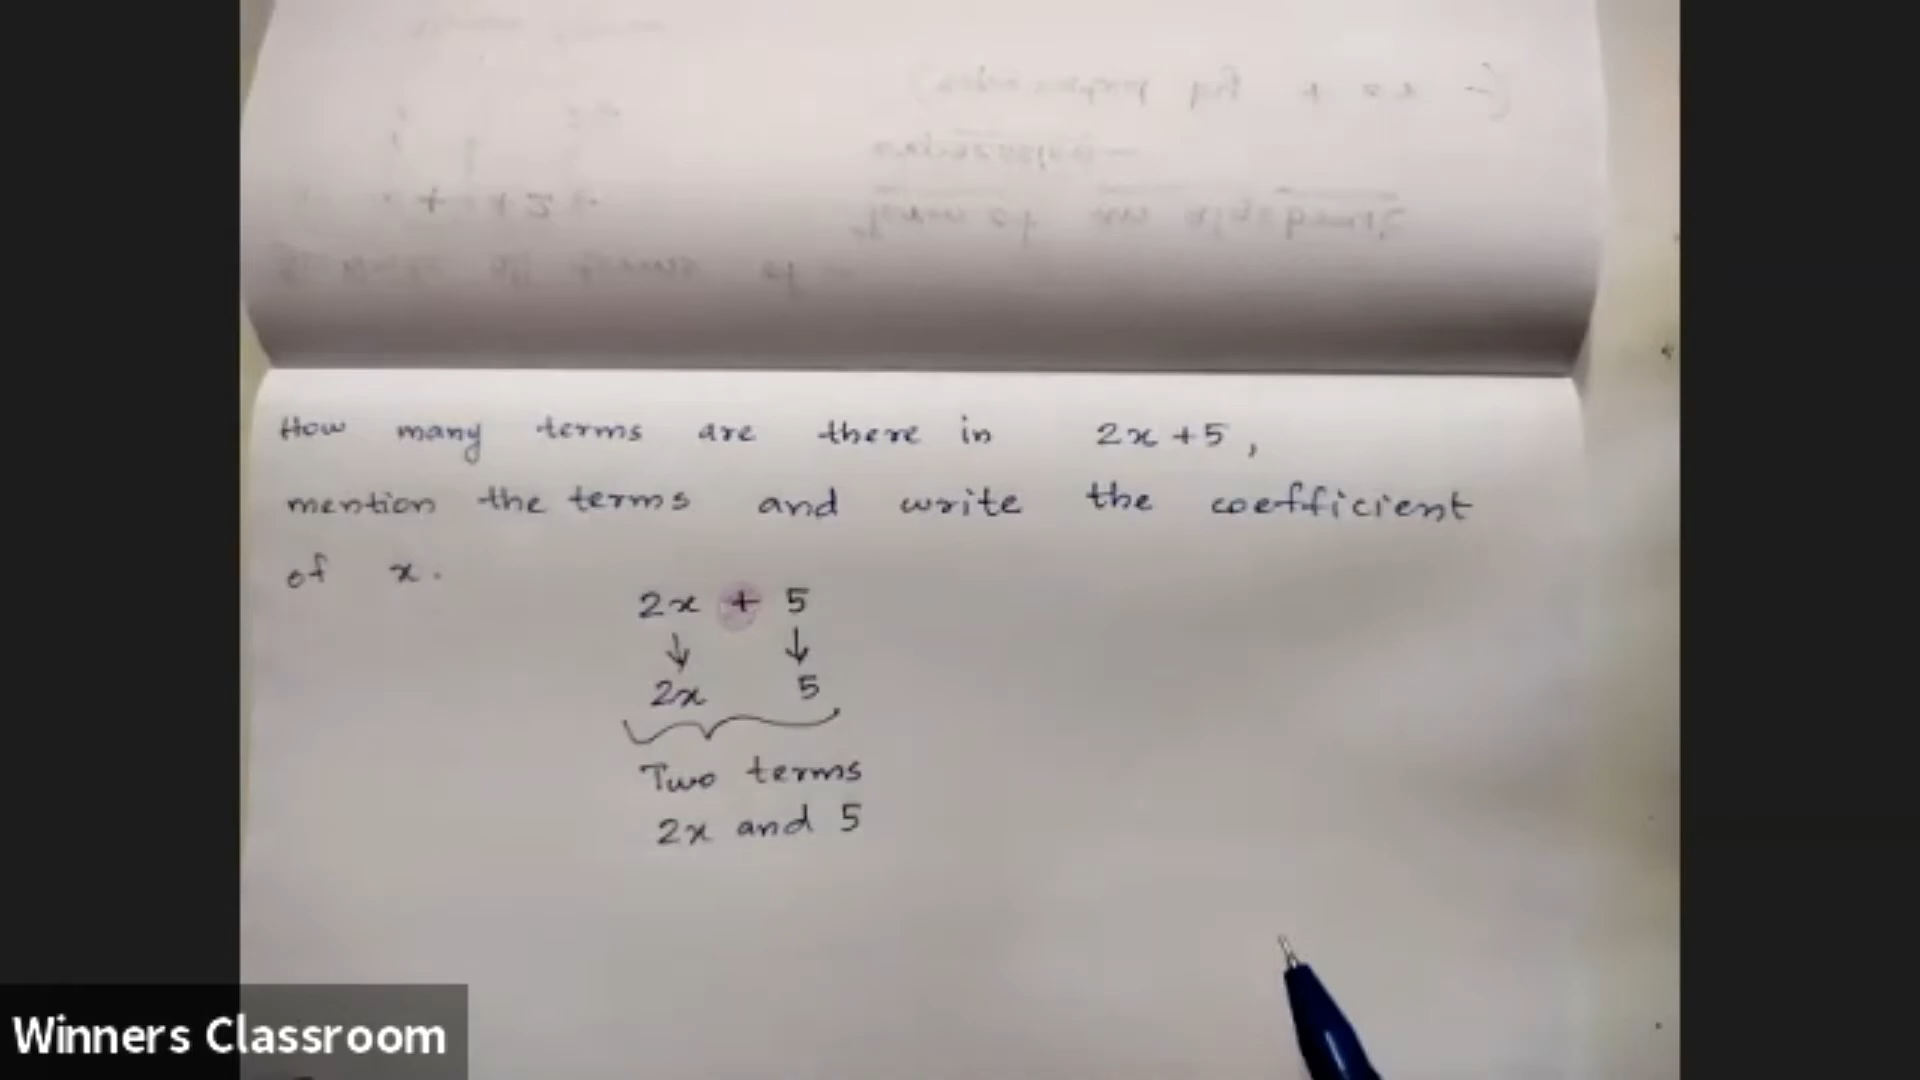 How many terms are there in 2x + 5,
mention the terms and write the coefficient
of x.
2x + 5
↓ ↓
2x 5
Two terms
2x and 5
Winners Classroom